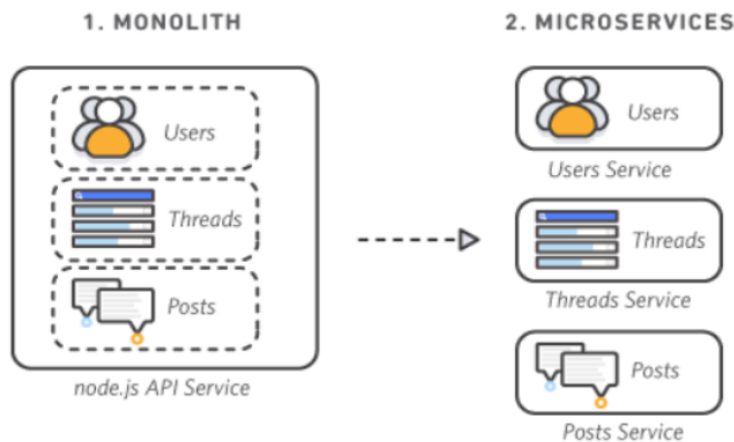 1. MONOLITH
Users
Threads
Posts
node.js API Service
2. MICROSERVICES
Users
Users Service
Threads
Threads Service
Posts
Posts Service